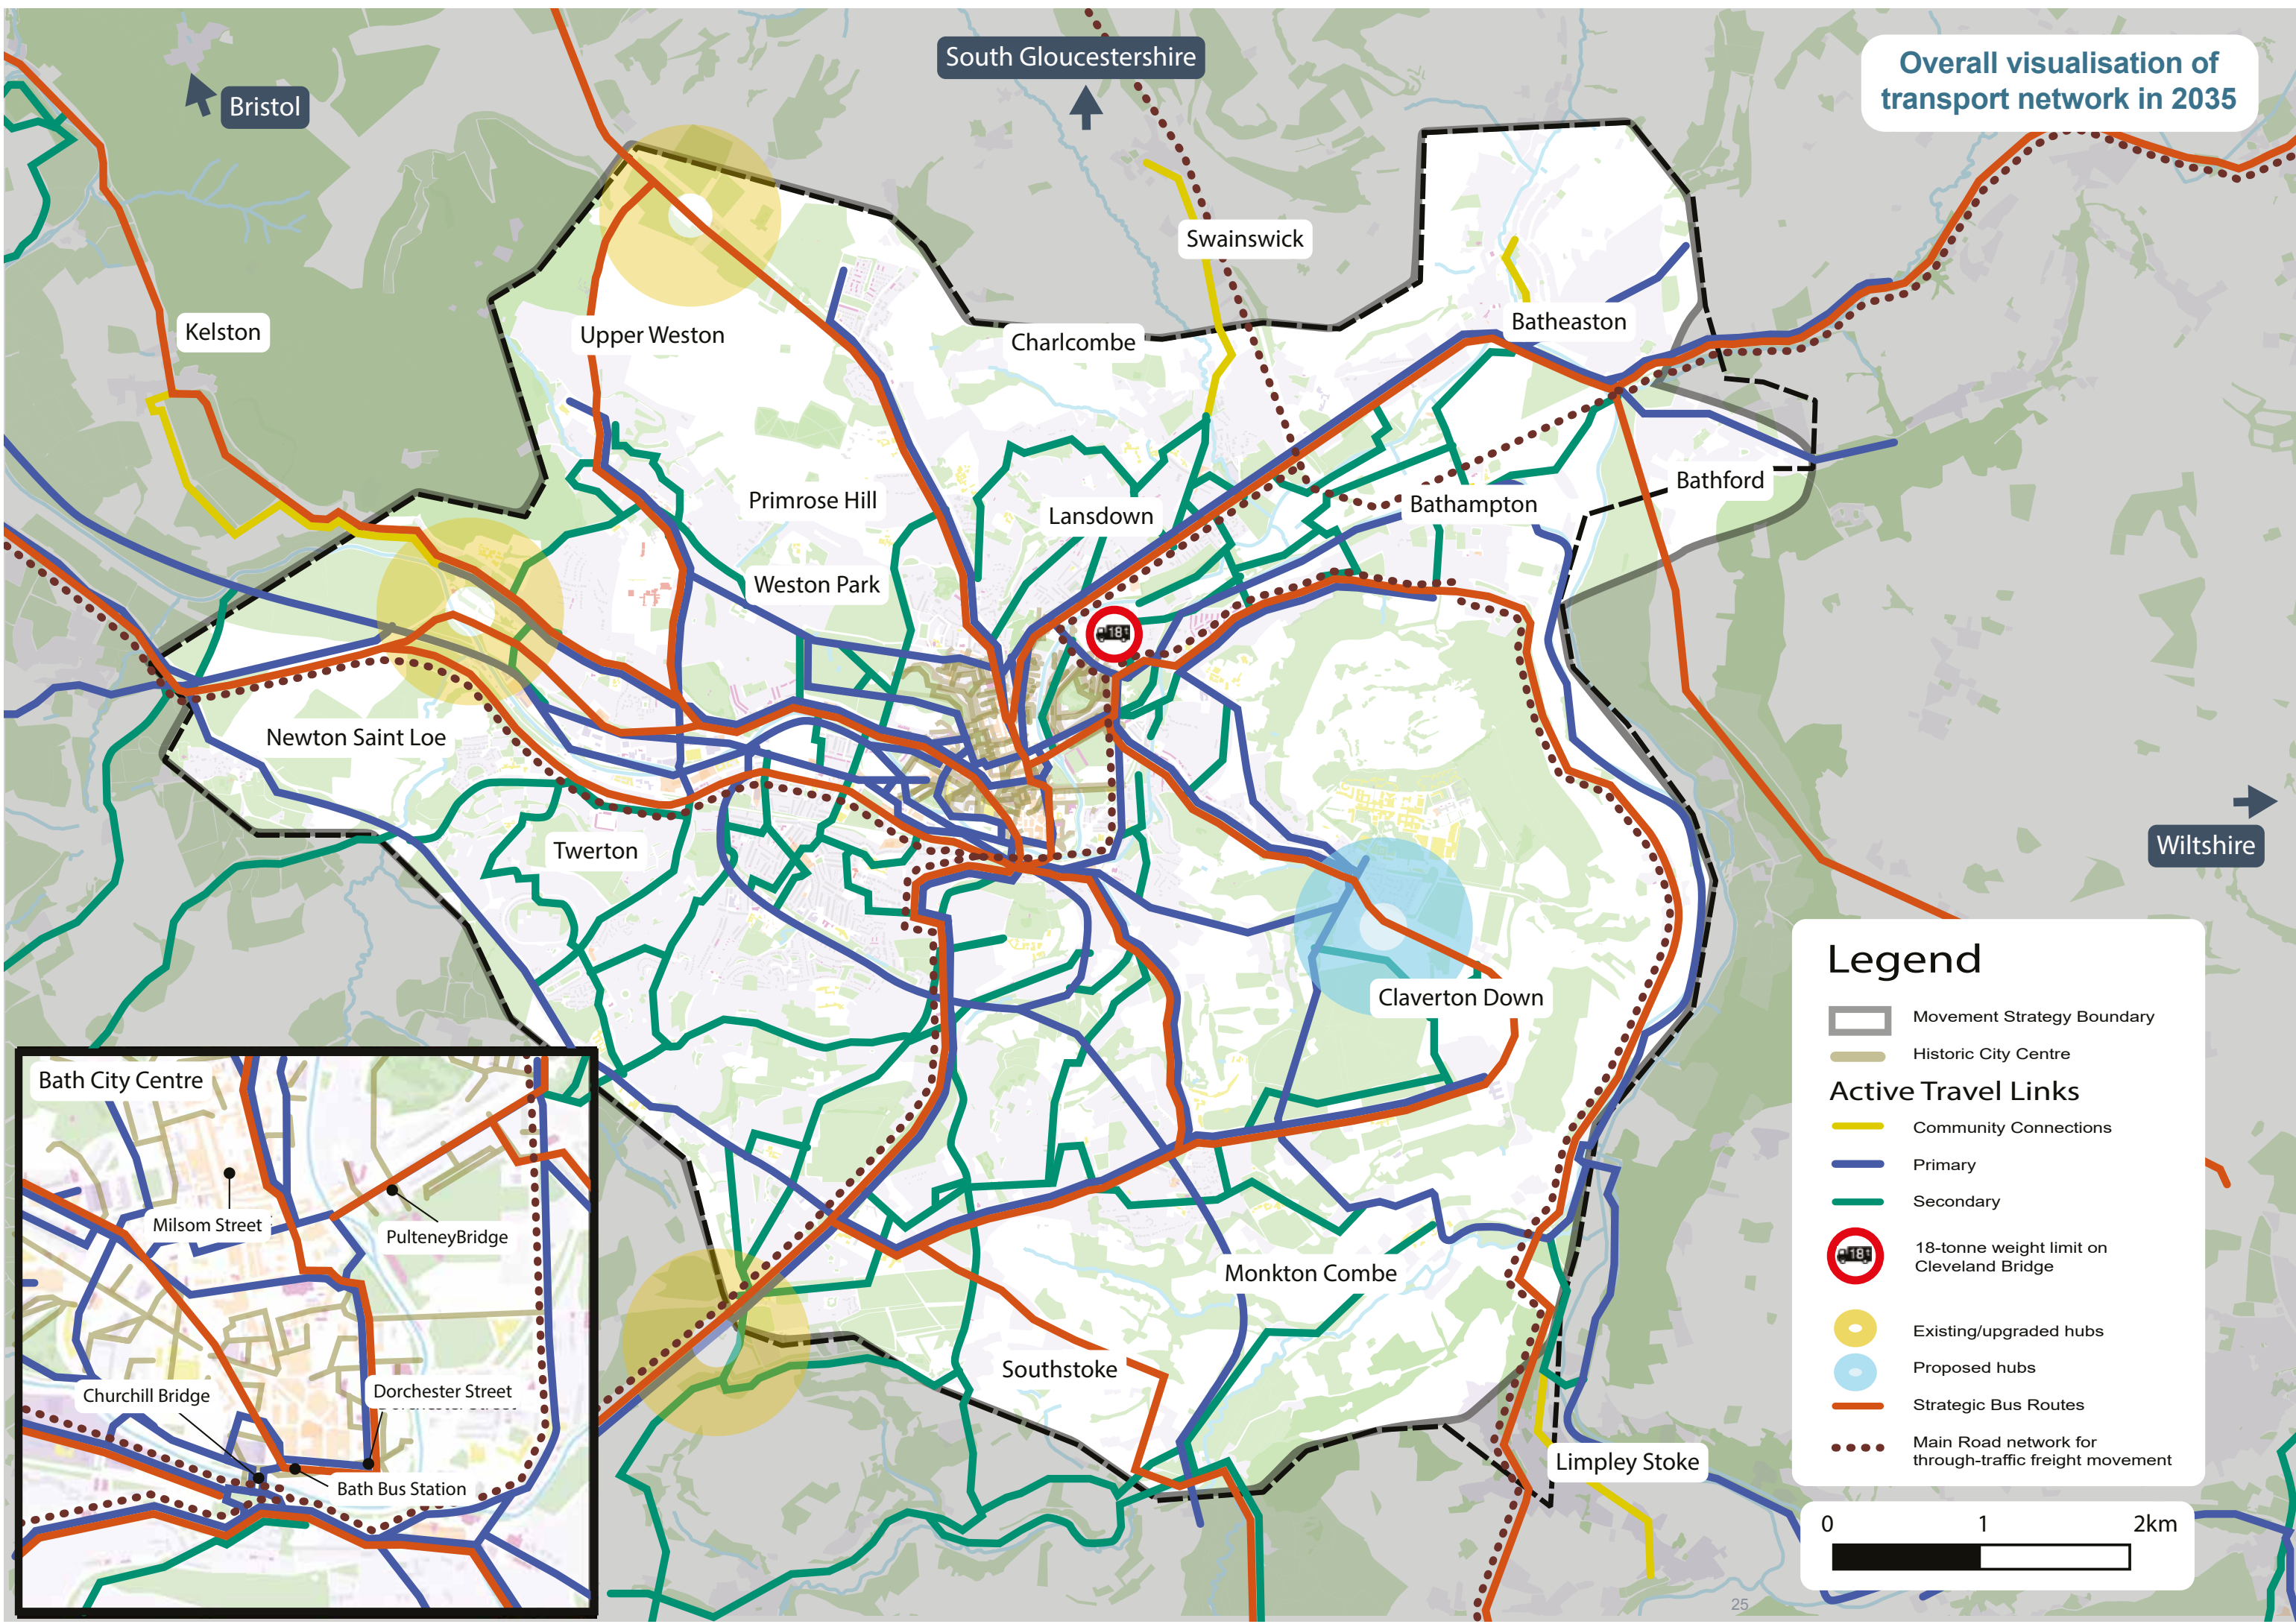 Overall visualisation of
transport network in 2035
South Gloucestershire
Bristol
Swainswick
Kelston
Upper Weston
Charlcombe
Batheaston
Primrose Hill
Lansdown
Bathampton
Bathford
Weston Park
18
Newton Saint Loe
Twerton
Wiltshire
Claverton Down
Monkton Combe
Southstoke
Limpley Stoke
Bath City Centre
Milsom Street
PulteneyBridge
Churchill Bridge
Dorchester Street
Bath Bus Station
Legend
Movement Strategy Boundary
Historic City Centre
Active Travel Links
Community Connections
Primary
Secondary
18
18-tonne weight limit on
Cleveland Bridge
Existing/upgraded hubs
Proposed hubs
Strategic Bus Routes
Main Road network for
through-traffic freight movement
0 1 2km
25